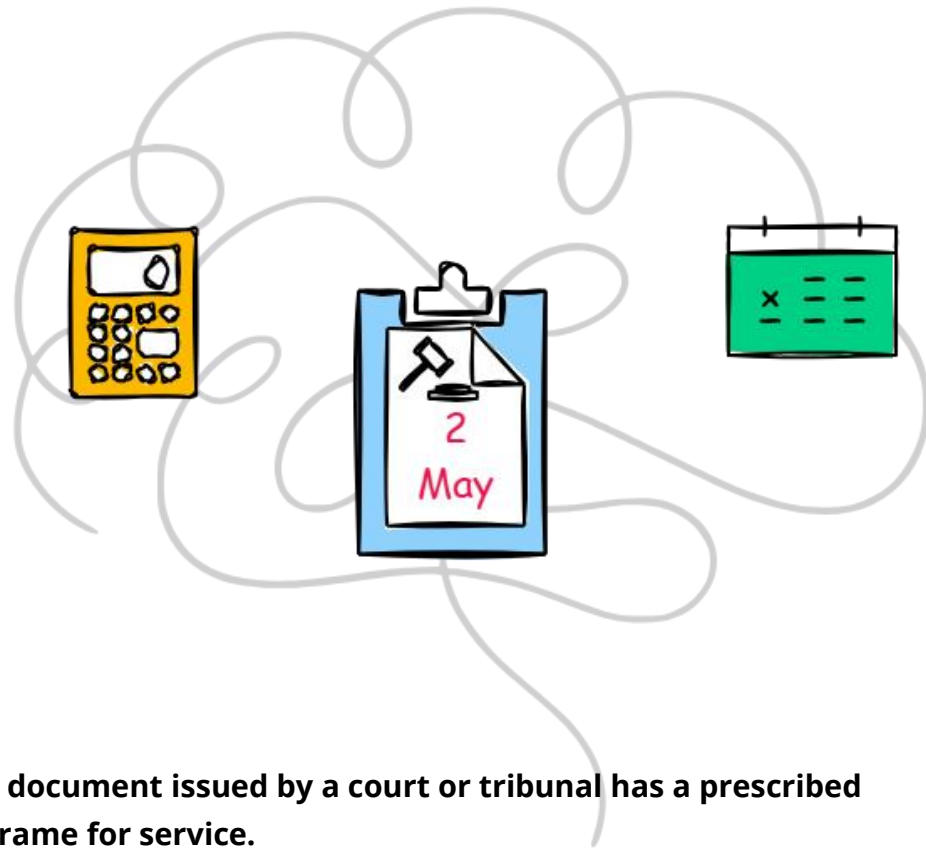 2
May
document issued by a court or tribunal has a prescribed
rame for service.